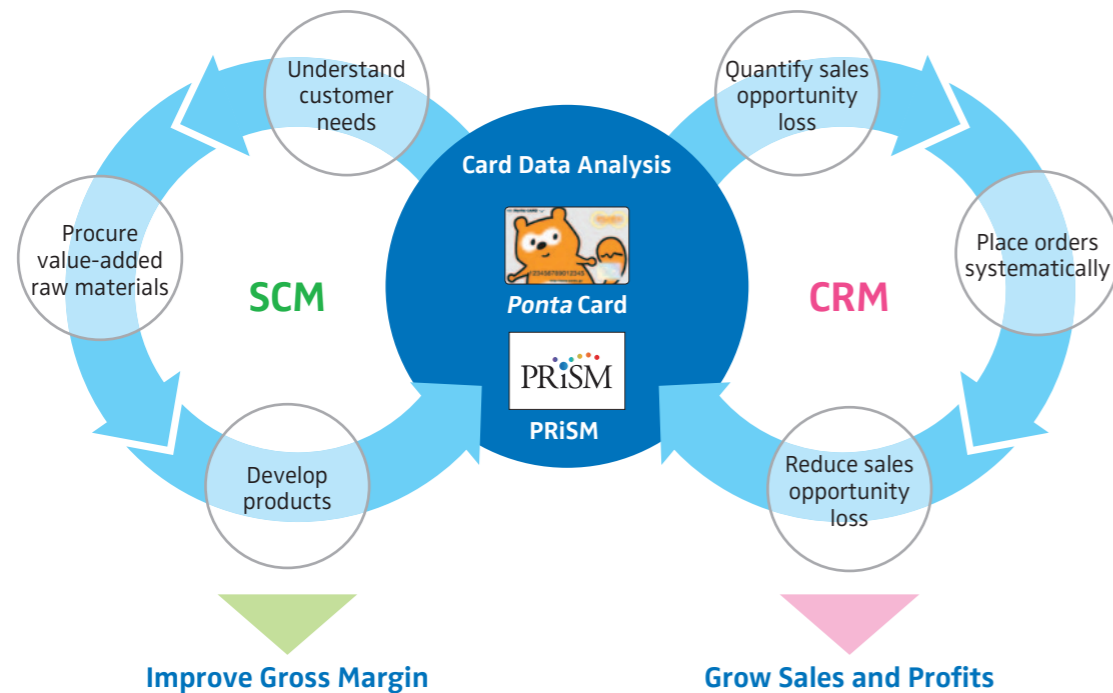 Understand
customer
needs
Quantify sales
opportunity
loss
Card Data Analysis
Procure
value-added
raw materials
SCM
123456789012345
Ponta Card
CRM
Place orders
systematically
PRiSM
PRiSM
Develop
products
Reduce sales
opportunity
loss
Improve Gross Margin
Grow Sales and Profits